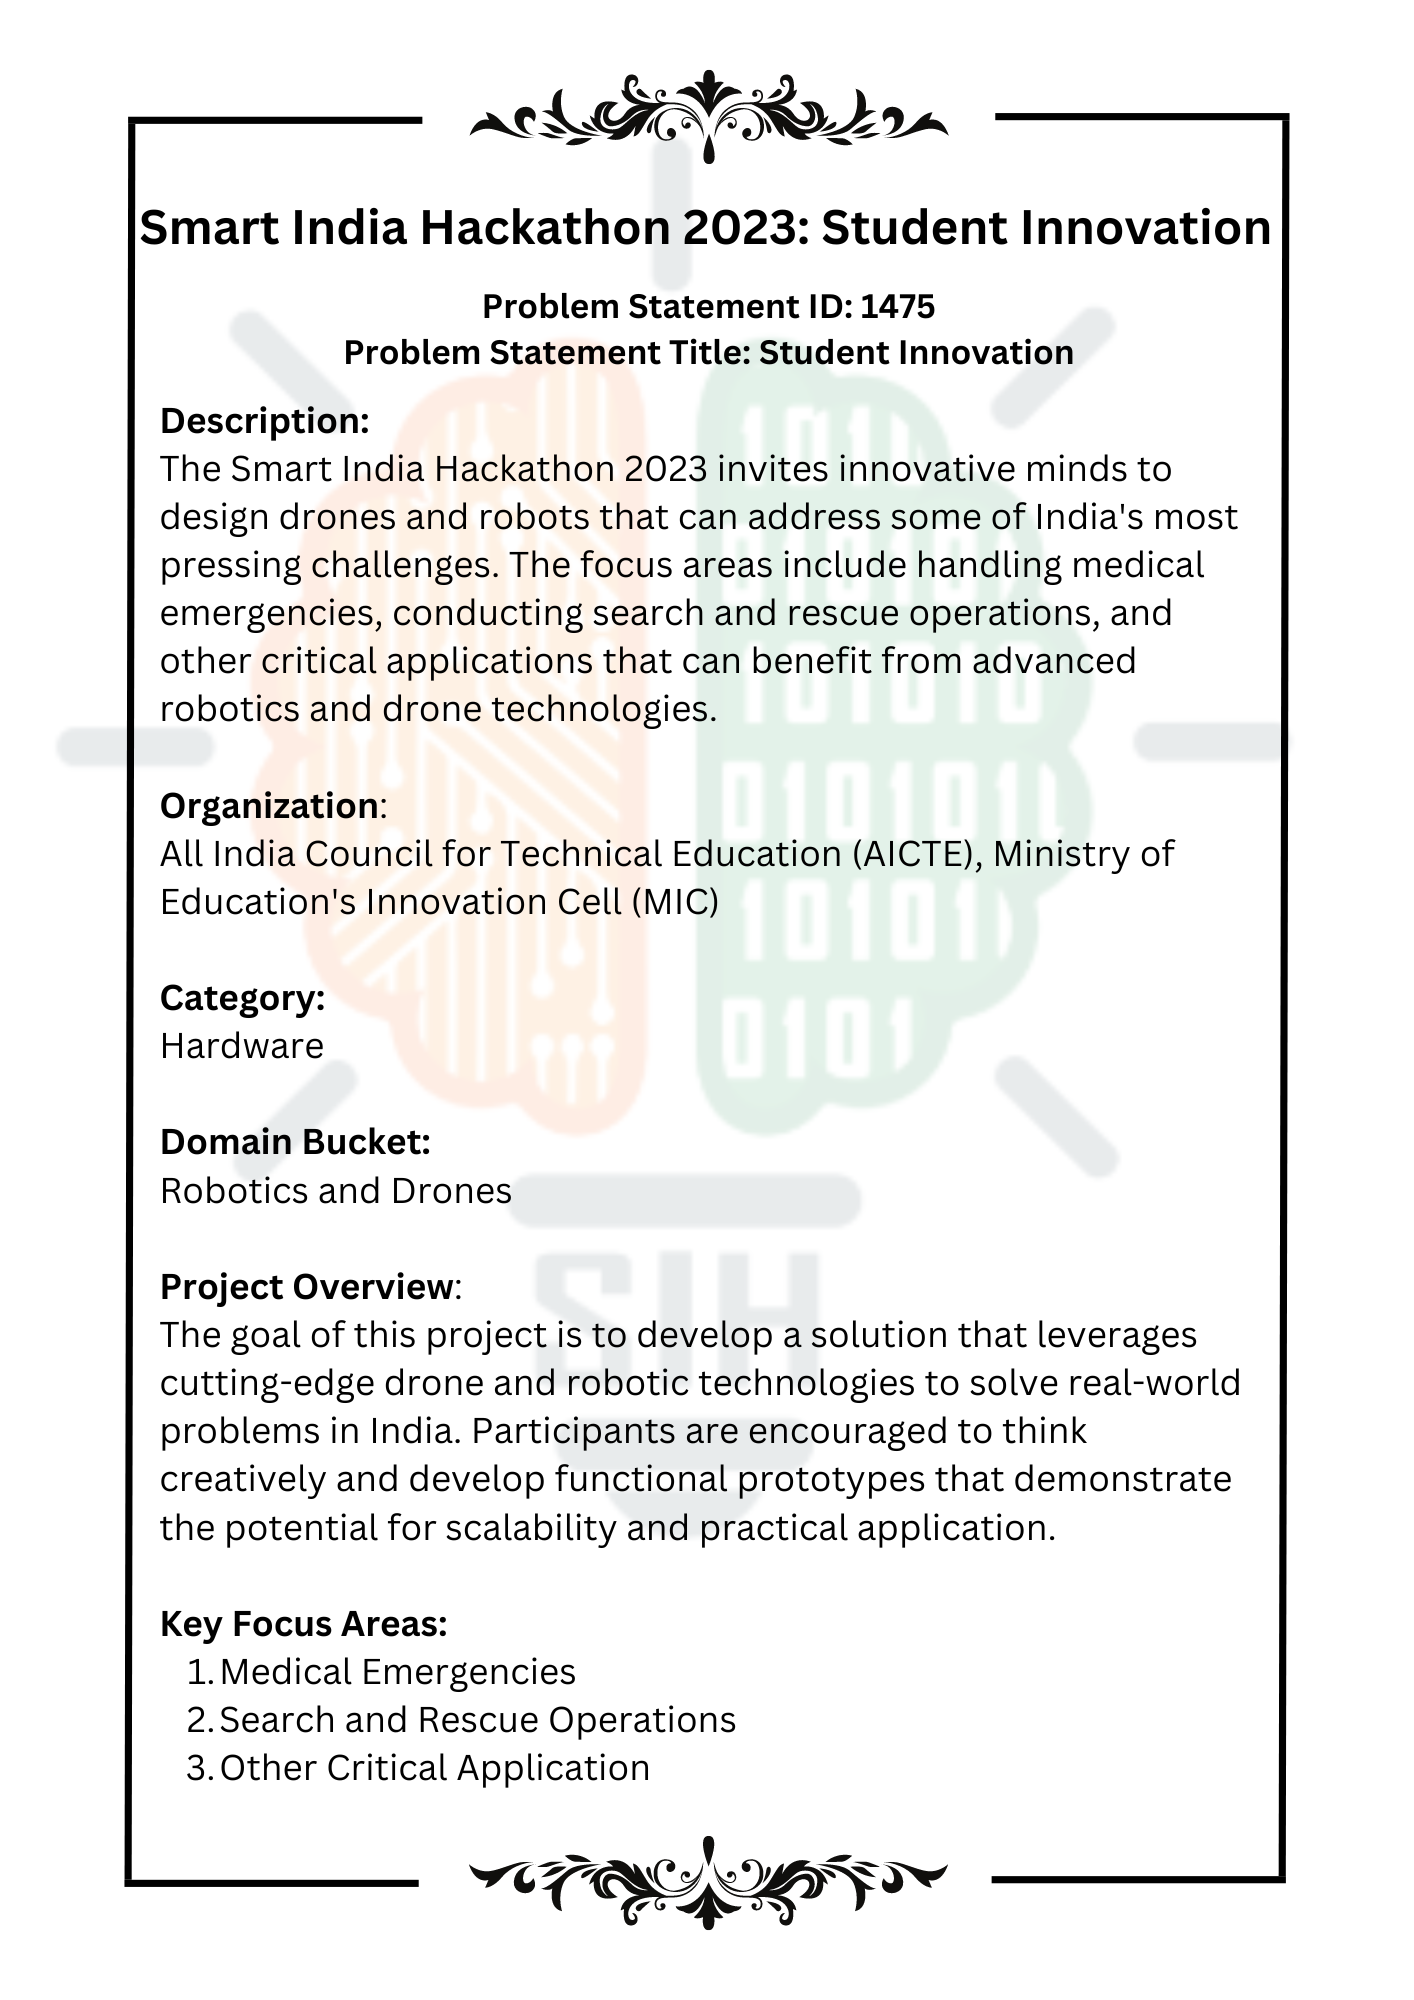 Smart India Hackathon 2023: Student Innovation
Problem Statement ID: 1475
Problem Statement Title: Student Innovation
Description:
The Smart India Hackathon 2023 invites innovative minds to
design drones and robots that can address some of India's most
pressing challenges. The focus areas include handling medical
emergencies, conducting search and rescue operations, and
other critical applications that can benefit from advanced
robotics and drone technologies.
Organization:
All India Council for Technical Education (AICTE), Ministry of
Education's Innovation Cell (MIC)
Category:
Hardware
Domain Bucket:
Robotics and Drones
Project Overview:
The goal of this project is to develop a solution that leverages
cutting-edge drone and robotic technologies to solve real-world
problems in India. Participants are encouraged to think
creatively and develop functional prototypes that demonstrate
the potential for scalability and practical application.
Key Focus Areas:
1. Medical Emergencies
2. Search and Rescue Operations
3. Other Critical Application
101
01010
101010
010101
10101
0101
SIH